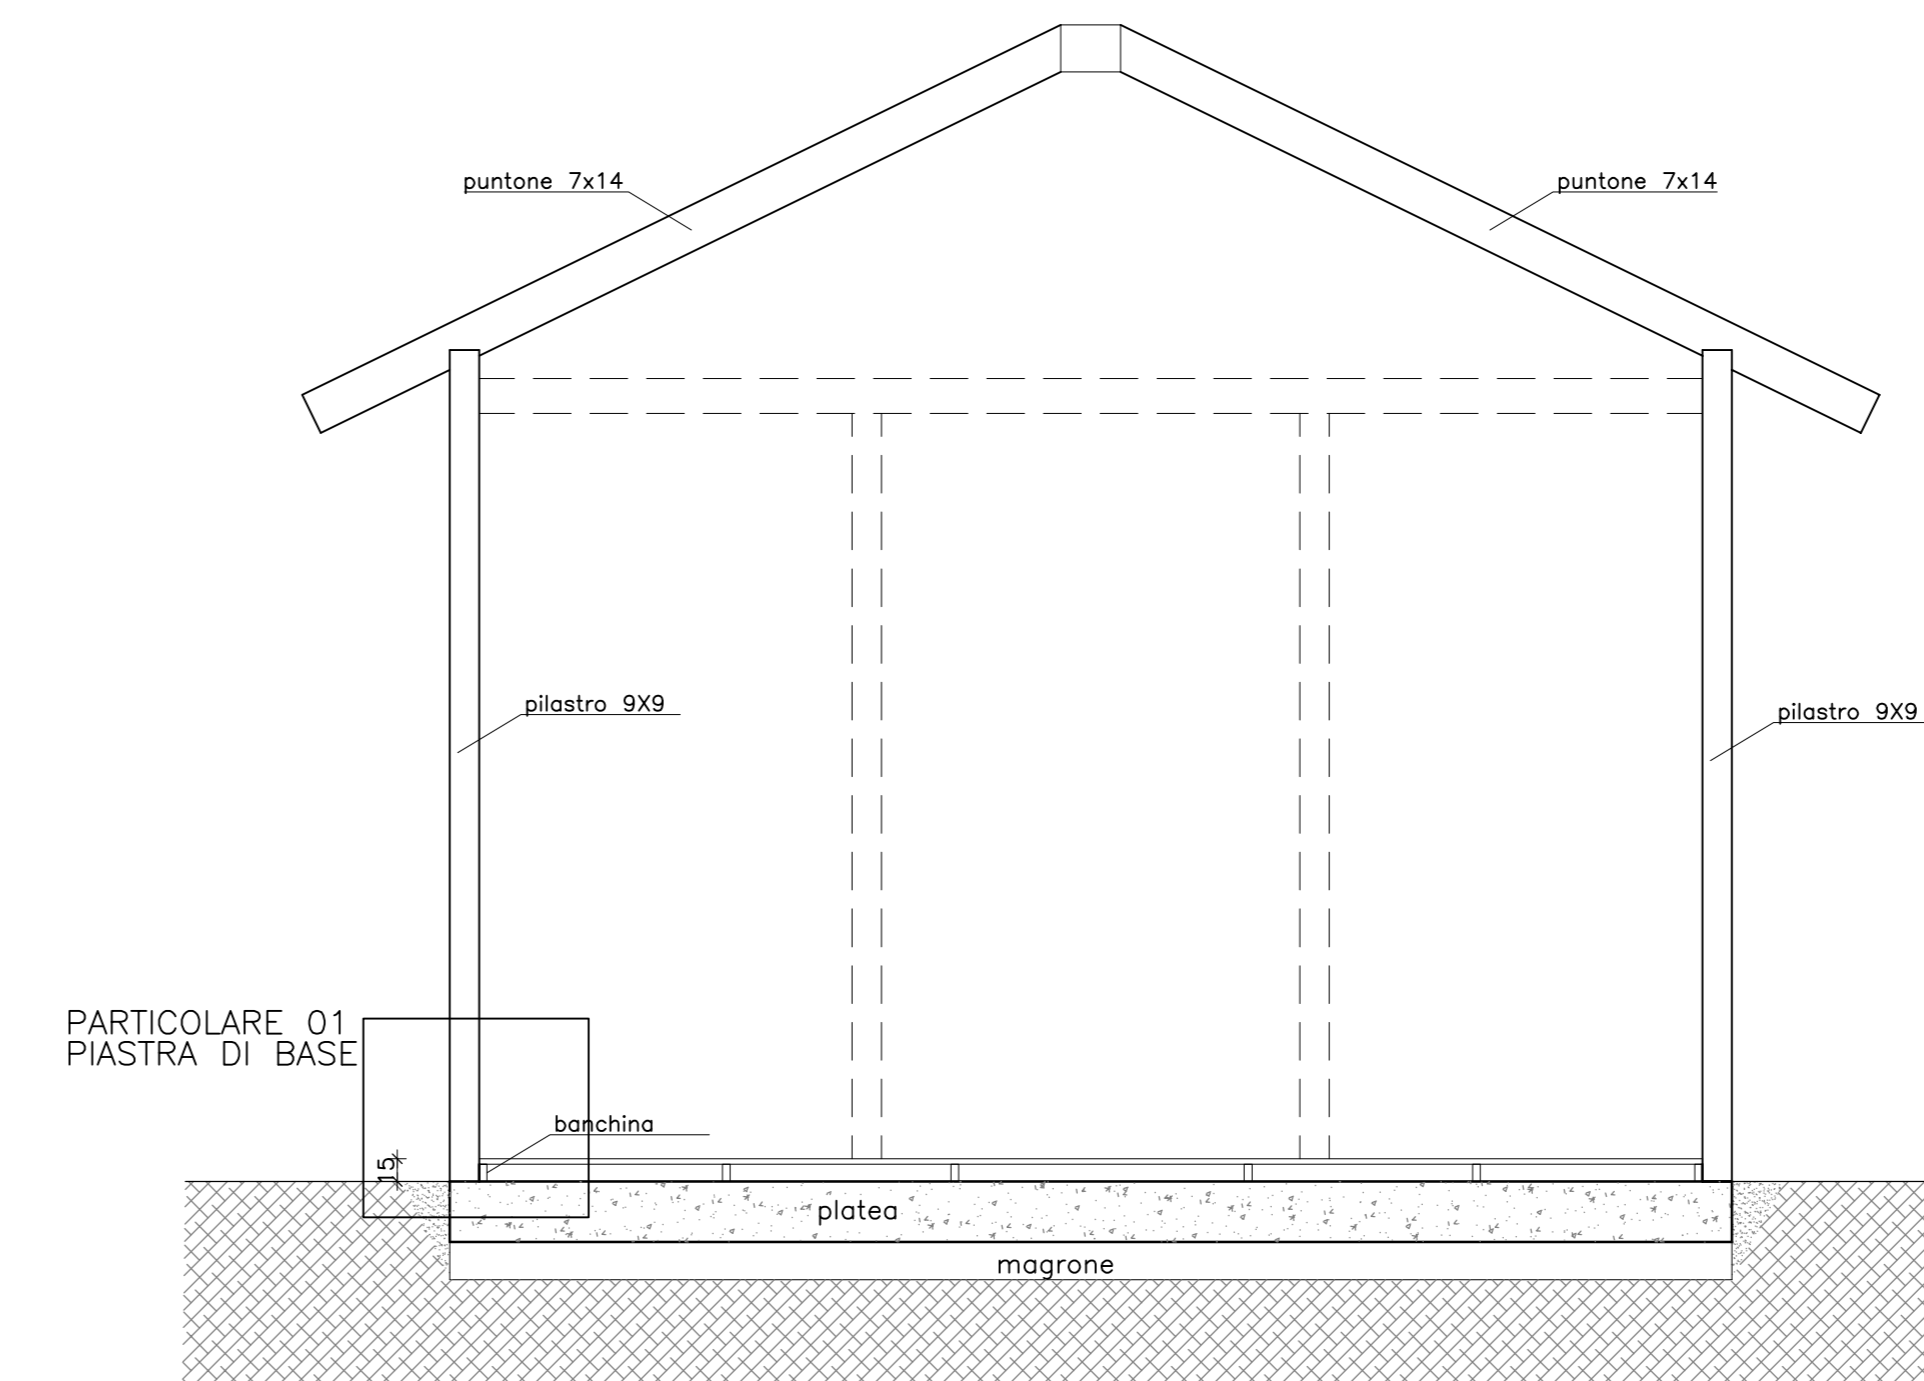 puntone 7x14
puntone 7x14
pilastro 9X9
pilastro 9X9
PARTICOLARE 01
PIASTRA DI BASE
banchina
15
platea
magrone